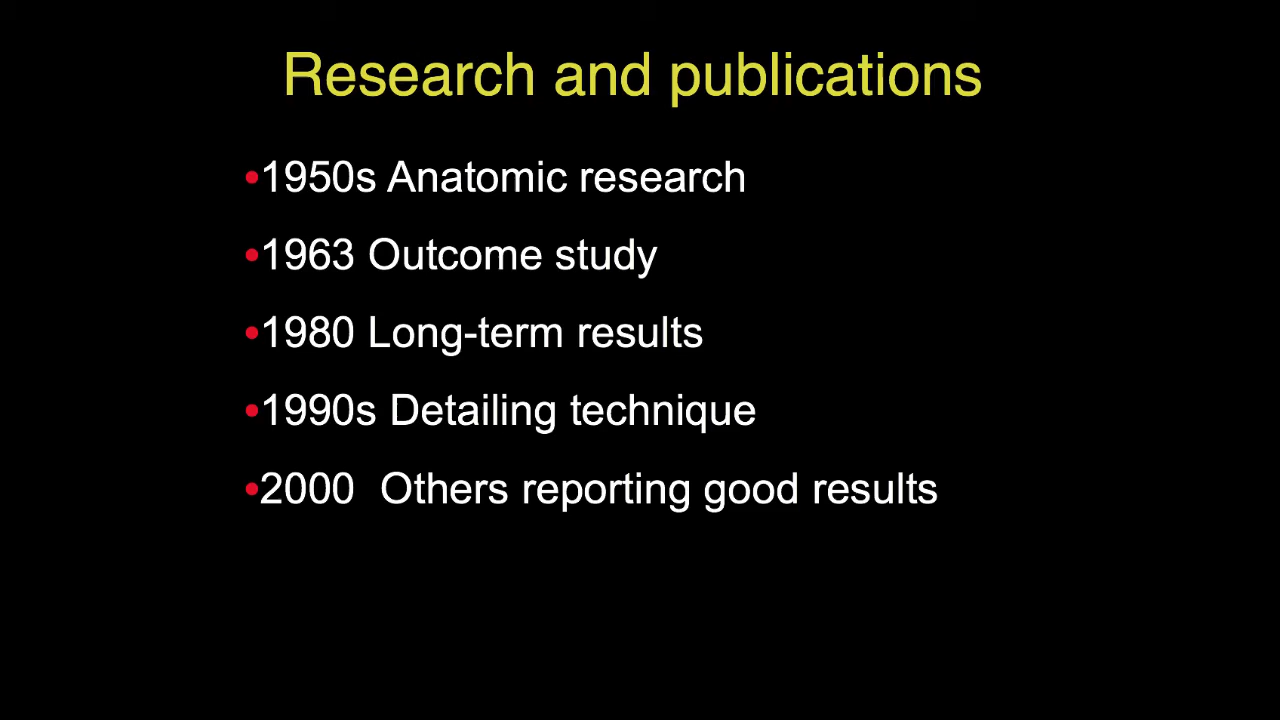 Research and publications
•1950s Anatomic research
•1963 Outcome study
•1980 Long-term results
•1990s Detailing technique
•2000  Others reporting good results